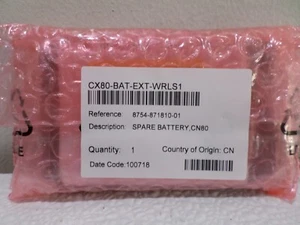 CX80-BAT-EXT-WRLS1
Reference: 8754-871810-01
Description: SPARE BATTERY,CN80
Quantity: 1 Country of Origin: CN
Date Code:100718